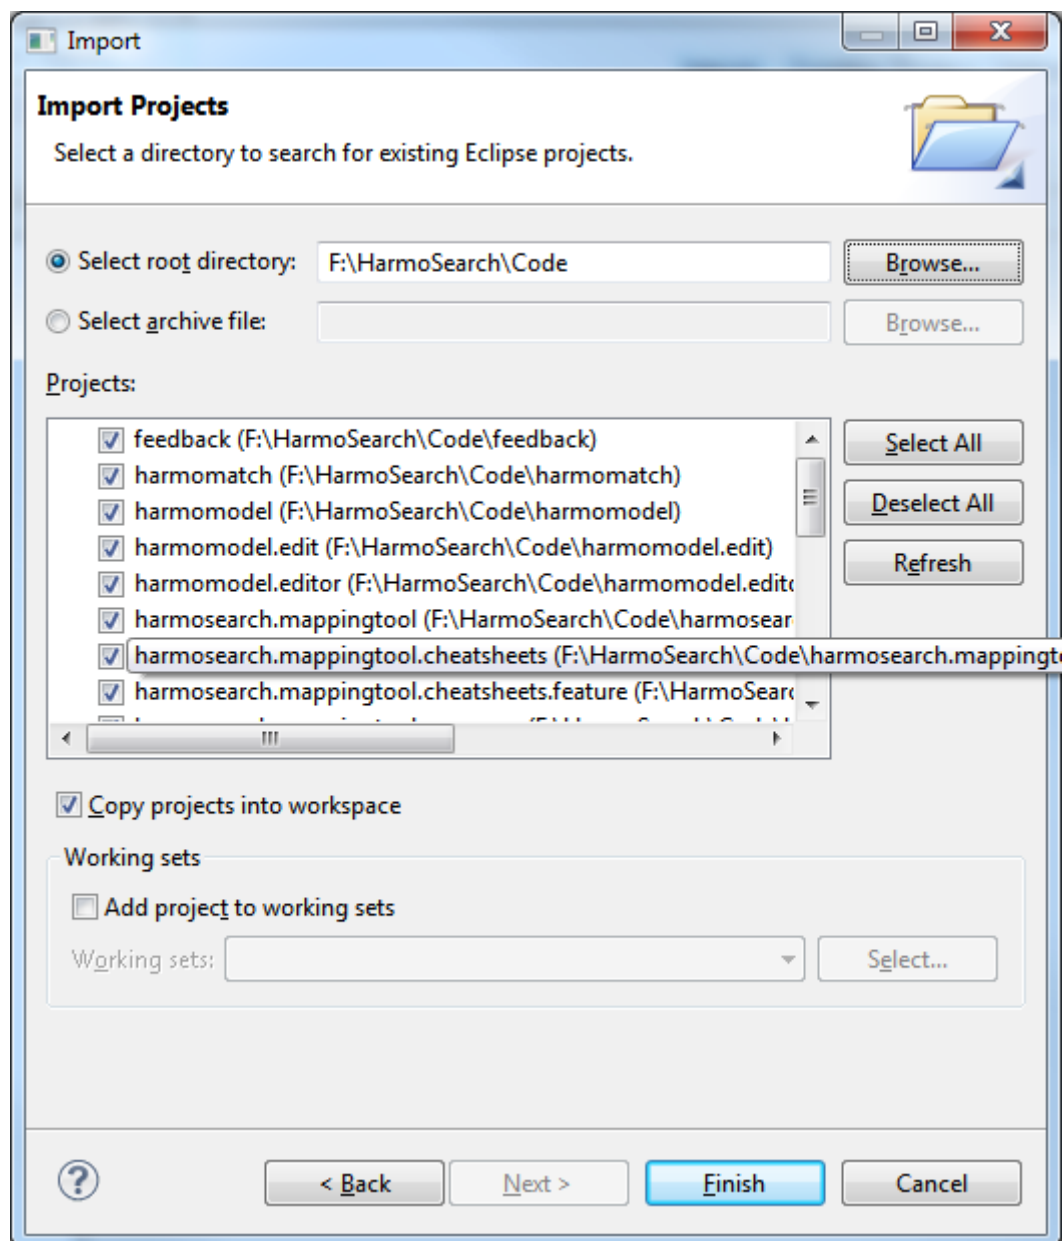 Import
Import Projects
Select a directory to search for existing Eclipse projects.
Select root directory: F:\HarmoSearch\Code Browse...
Select archive file: Browse...
Projects:
feedback (F:\HarmoSearch\Code\feedback)
harmomatch (F:\HarmoSearch\Code\harmomatch)
harmomodel (F:\HarmoSearch\Code\harmomodel)
harmomodel.edit (F:\HarmoSearch\Code\harmomodel.edit)
harmomodel.editor (F:\HarmoSearch\Code\harmomodel.edito
harmosearch.mappingtool (F:\HarmoSearch\Code\harmosear
harmosearch.mappingtool.cheatsheets (F:\HarmoSearch\Code\harmosearch.mappingto
harmosearch.mappingtool.cheatsheets.feature (F:\HarmoSearc
Select All
Deselect All
Refresh
Copy projects into workspace
Working sets
Add project to working sets
Working sets: Select...
? < Back Next > Finish Cancel